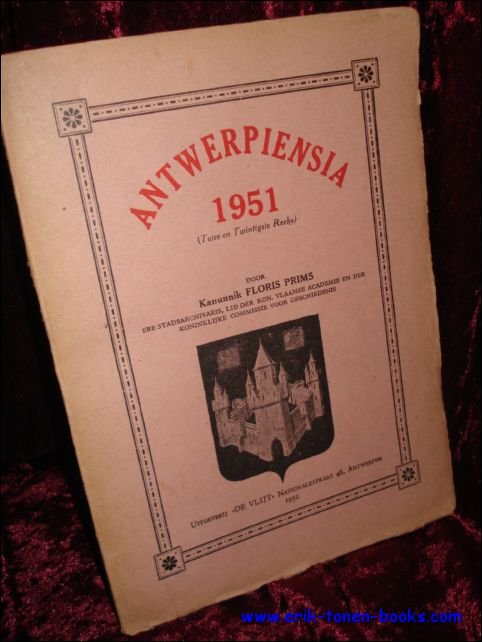 ANTWERPIENSIA
1951
(Twee en Twintigste Reeks)
DOOR
Kanunnik FLORIS PRIMS
ERE STADSARCHIVARIS, LID DER KON. VLAAMSE ACADEMIE EN DER
KONINKLIJKE COMMISSIE VOOR GESCHIEDENIS
UITGEVERIJ «DE VLIJT» NATIONALESTRAAT 48, ANTWERPEN
1952
www.erik-tonen-books.com